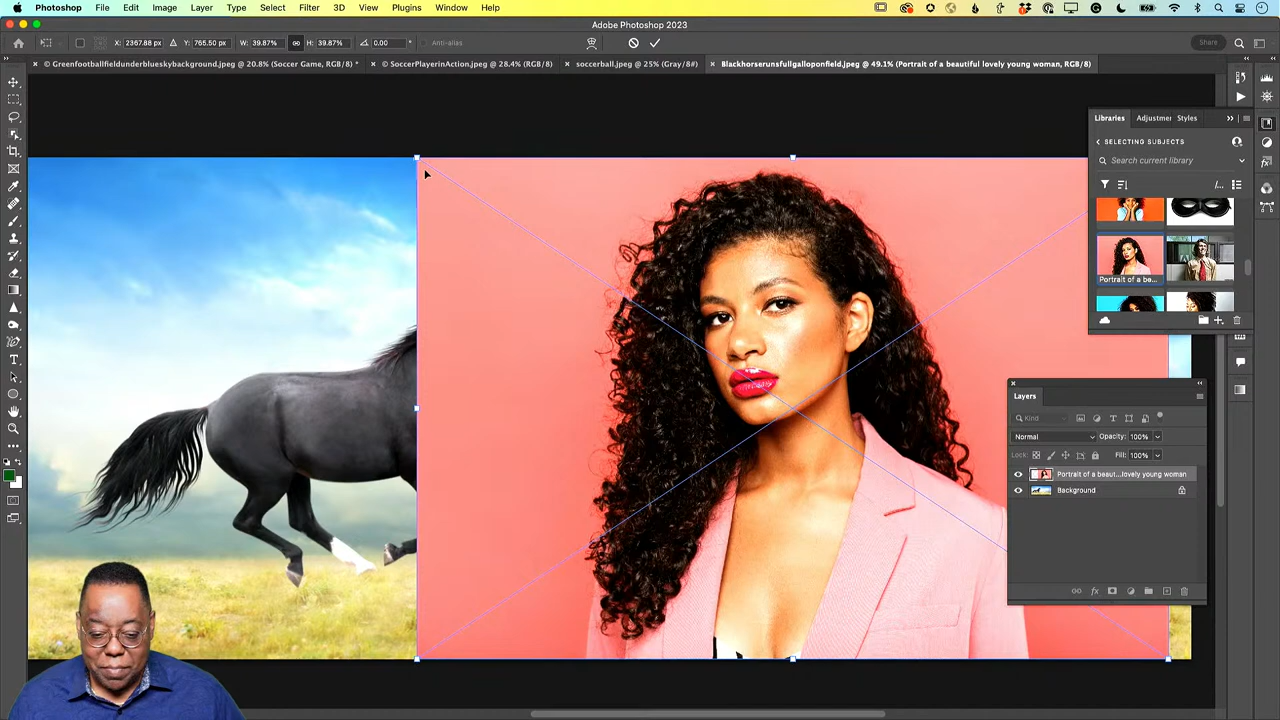 Photoshop File Edit Image Layer Type Select Filter 3D View Plugins Window Help
Adobe Photoshop 2023
X: 2367.88 px Y: 765.50 px W: 39.87% H: 39.87% 0.00 ° Anti-alias Share
© Greenfootballfieldunderblueskybackground.jpeg @ 20.8% (Soccer Game, RGB/8) * © SoccerPlayerinAction.jpeg @ 28.4% (RGB/8) soccerball.jpeg @ 25% (Gray/8#) Blackhorserunsfullgalloponfield.jpeg @ 49.1% (Portrait of a beautiful lovely young woman, RGB/8)
Libraries Adjustmer Styles
SELECTING SUBJECTS
Search current library
Portrait of a bea...
Layers
Kind
Normal Opacity: 100%
Lock: Fill: 100%
Portrait of a beaut...lovely young woman
Background